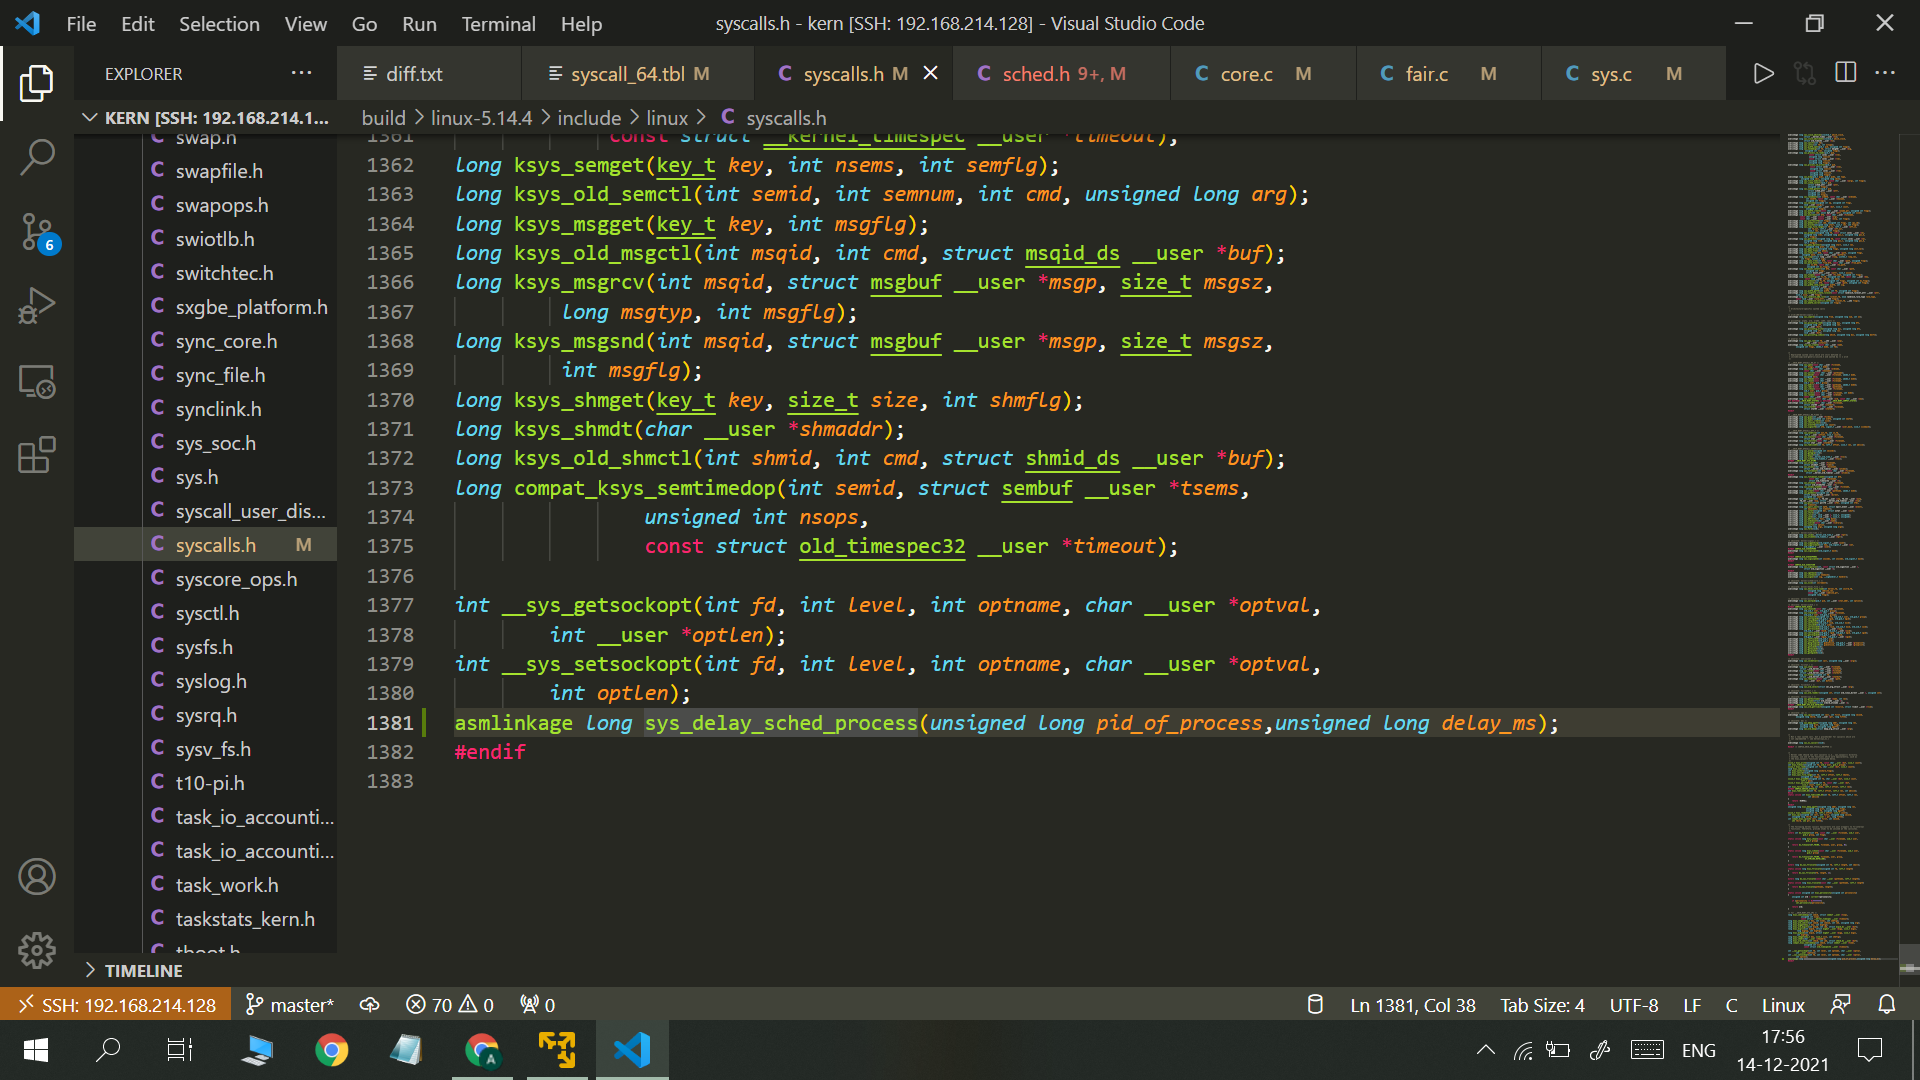 File Edit Selection View Go Run Terminal Help
syscalls.h - kern [SSH: 192.168.214.128] - Visual Studio Code
EXPLORER ...
diff.txt
syscall_64.tbl M
C syscalls.h M
C sched.h 9+, M
C core.c M
C fair.c M
C sys.c M
KERN [SSH: 192.168.214.1...
build > linux-5.14.4 > include > linux > C syscalls.h
C swap.h
C swapfile.h
C swapops.h
C swiotlb.h
C switchtec.h
C sxgbe_platform.h
C sync_core.h
C sync_file.h
C synclink.h
C sys_soc.h
C sys.h
C syscall_user_dis...
C syscalls.h M
C syscore_ops.h
C sysctl.h
C sysfs.h
C syslog.h
C sysrq.h
C sysv_fs.h
C t10-pi.h
C task_io_accounti...
C task_io_accounti...
C task_work.h
C taskstats_kern.h
C tboot.h
TIMELINE
6
1361 const struct __kernel_timespec __user *timeout);
1362 long ksys_semget(key_t key, int nsems, int semflg);
1363 long ksys_old_semctl(int semid, int semnum, int cmd, unsigned long arg);
1364 long ksys_msgget(key_t key, int msgflg);
1365 long ksys_old_msgctl(int msqid, int cmd, struct msqid_ds __user *buf);
1366 long ksys_msgrcv(int msqid, struct msgbuf __user *msgp, size_t msgsz,
1367 long msgtyp, int msgflg);
1368 long ksys_msgsnd(int msqid, struct msgbuf __user *msgp, size_t msgsz,
1369 int msgflg);
1370 long ksys_shmget(key_t key, size_t size, int shmflg);
1371 long ksys_shmdt(char __user *shmaddr);
1372 long ksys_old_shmctl(int shmid, int cmd, struct shmid_ds __user *buf);
1373 long compat_ksys_semtimedop(int semid, struct sembuf __user *tsems,
1374 unsigned int nsops,
1375 const struct old_timespec32 __user *timeout);
1376
1377 int __sys_getsockopt(int fd, int level, int optname, char __user *optval,
1378 int __user *optlen);
1379 int __sys_setsockopt(int fd, int level, int optname, char __user *optval,
1380 int optlen);
1381 asmlinkage long sys_delay_sched_process(unsigned long pid_of_process,unsigned long delay_ms);
1382 #endif
1383
SSH: 192.168.214.128 master* 70 0 0
Ln 1381, Col 38 Tab Size: 4 UTF-8 LF C Linux
A
ENG
17:56
14-12-2021